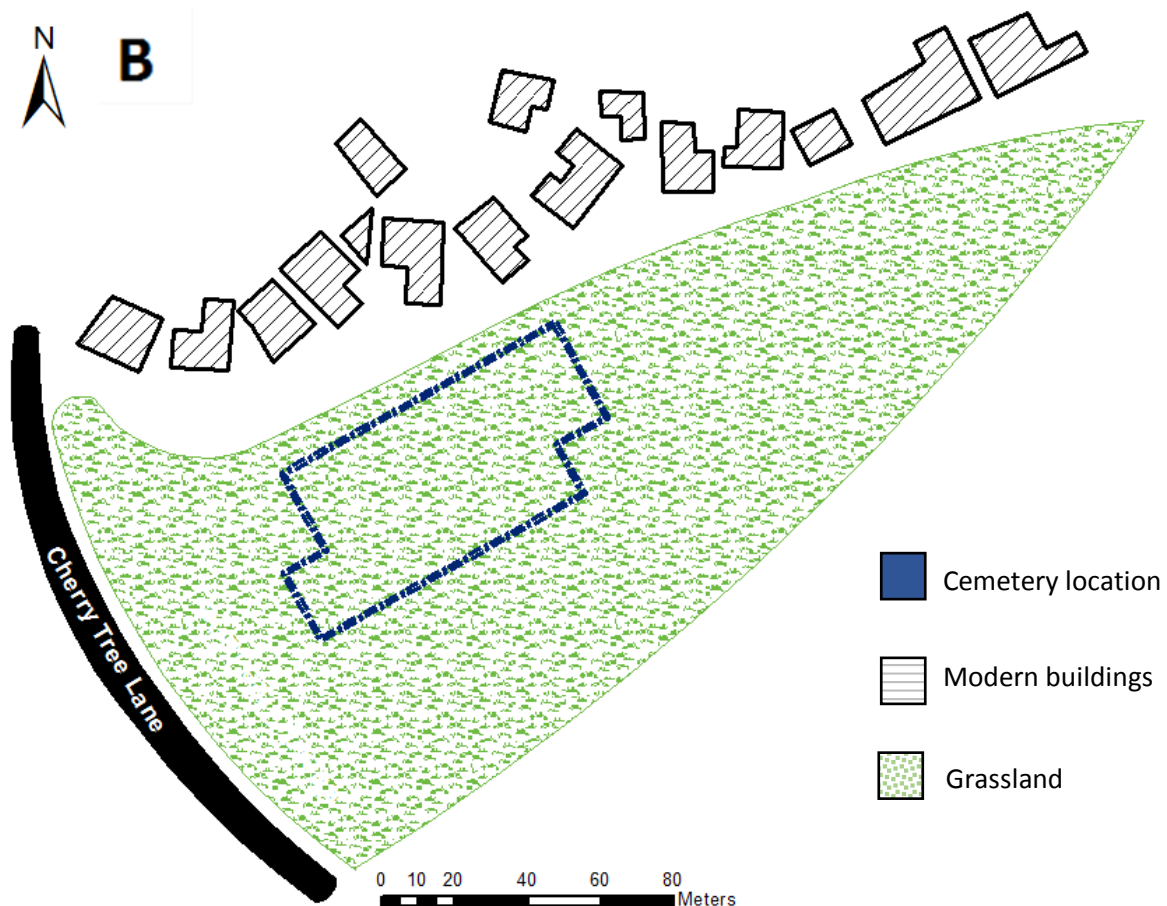 N
B
Cherry Tree Lane
Cemetery location
Modern buildings
Grassland
0 10 20 40 60 80
Meters